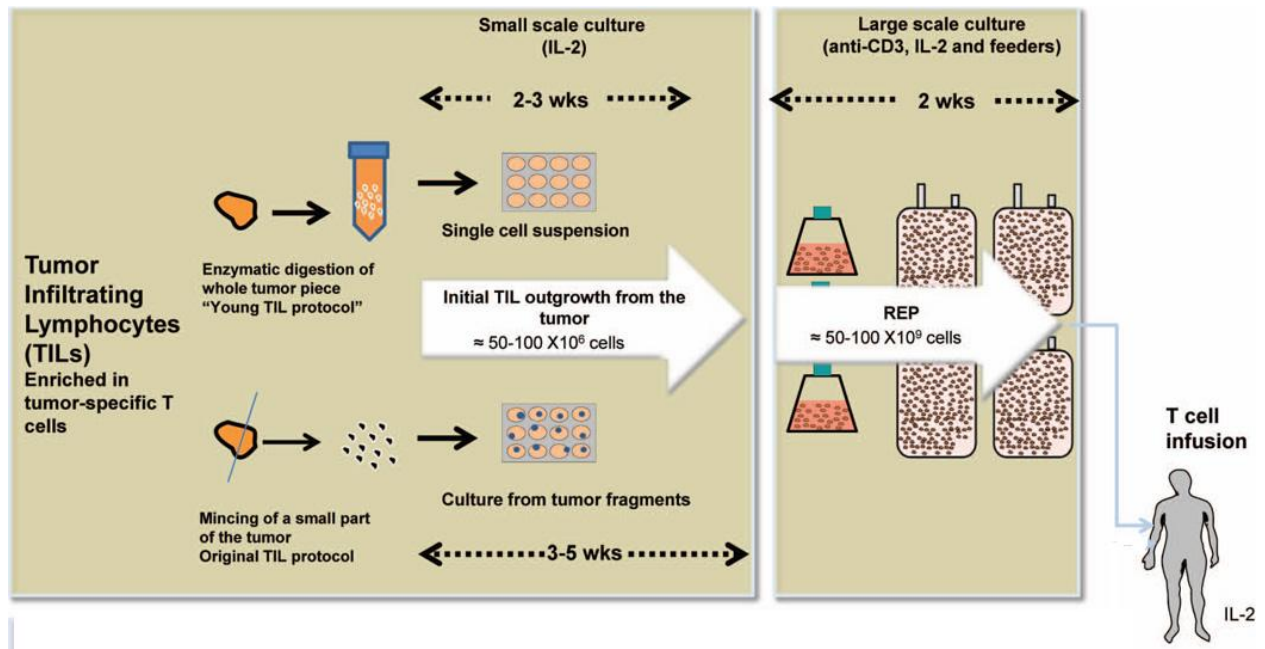 Small scale culture
(IL-2)
2-3 wks
Large scale culture
(anti-CD3, IL-2 and feeders)
2 wks
Tumor
Infiltrating
Lymphocytes
(TILs)
Enriched in
tumor-specific T
cells
Enzymatic digestion of
whole tumor piece
“Young TIL protocol”
Single cell suspension
Initial TIL outgrowth from the
tumor
≈ 50-100 X10⁶ cells
REP
≈ 50-100 X10⁹ cells
Mincing of a small part
of the tumor
Original TIL protocol
Culture from tumor fragments
3-5 wks
T cell
infusion
IL-2